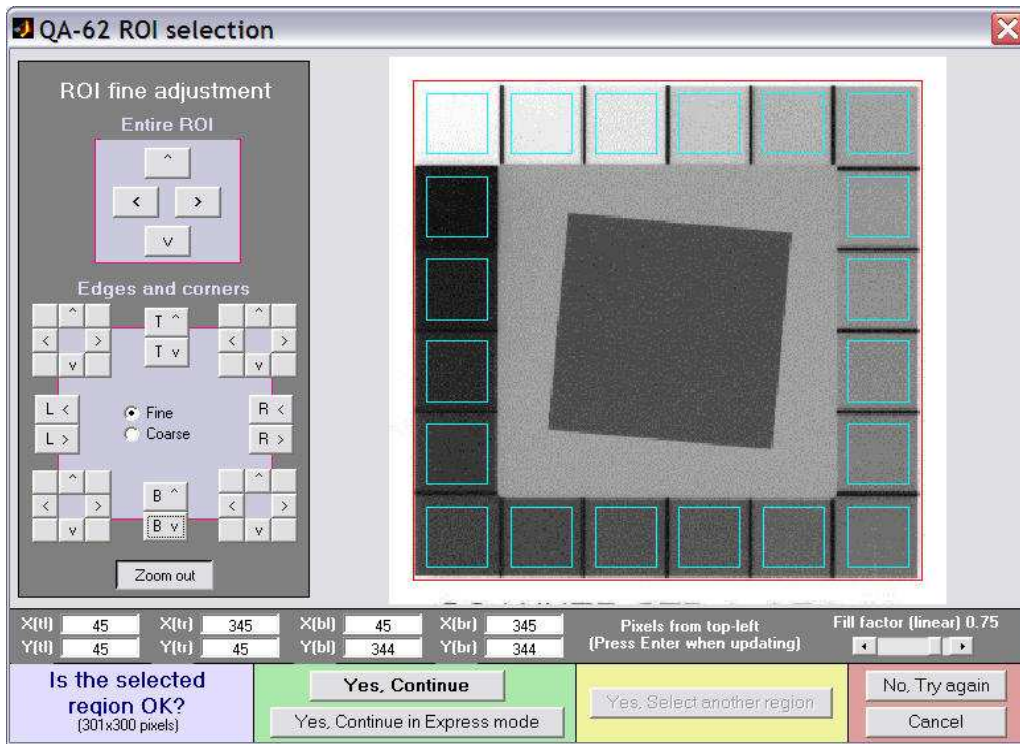 QA-62 ROI selection
ROI fine adjustment
Entire ROI
^
< >
v
Edges and corners
^ T ^ ^
< > T v < >
v v
L < Fine R <
L > Coarse R >
^ B ^ ^
< > B v < >
v v
Zoom out
X(tl) 45 X(tr) 345 X(bl) 45 X(br) 345 Pixels from top-left Fill factor (linear) 0.75
Y(tl) 45 Y(tr) 45 Y(bl) 344 Y(br) 344 (Press Enter when updating)
Is the selected
region OK?
(301x300 pixels)
Yes, Continue
Yes, Continue in Express mode
Yes, Select another region
No, Try again
Cancel